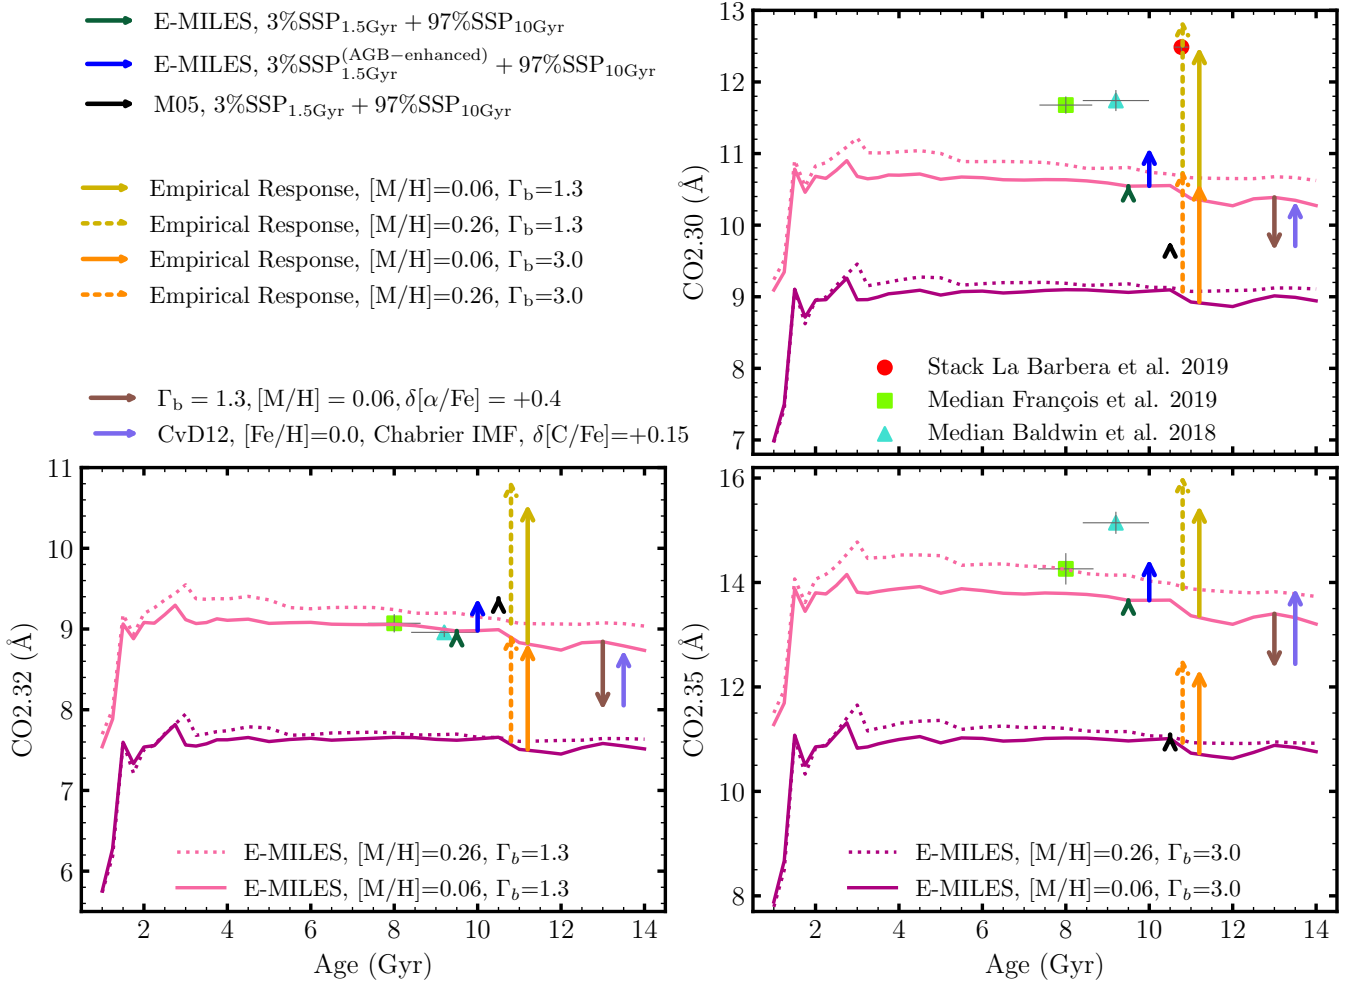 E-MILES, 3%SSP1.5Gyr + 97%SSP10Gyr
E-MILES, 3%SSP1.5Gyr(AGB−enhanced) + 97%SSP10Gyr
M05, 3%SSP1.5Gyr + 97%SSP10Gyr
Empirical Response, [M/H]=0.06, Γb=1.3
Empirical Response, [M/H]=0.26, Γb=1.3
Empirical Response, [M/H]=0.06, Γb=3.0
Empirical Response, [M/H]=0.26, Γb=3.0
Γb = 1.3, [M/H] = 0.06, δ[α/Fe] = +0.4
CvD12, [Fe/H]=0.0, Chabrier IMF, δ[C/Fe]=+0.15
13
12
11
10
9
8
7
CO2.30 (Å)
Stack La Barbera et al. 2019
Median François et al. 2019
Median Baldwin et al. 2018
11
10
9
8
7
6
CO2.32 (Å)
E-MILES, [M/H]=0.26, Γb=1.3
E-MILES, [M/H]=0.06, Γb=1.3
2 4 6 8 10 12 14
Age (Gyr)
16
14
12
10
8
CO2.35 (Å)
E-MILES, [M/H]=0.26, Γb=3.0
E-MILES, [M/H]=0.06, Γb=3.0
2 4 6 8 10 12 14
Age (Gyr)